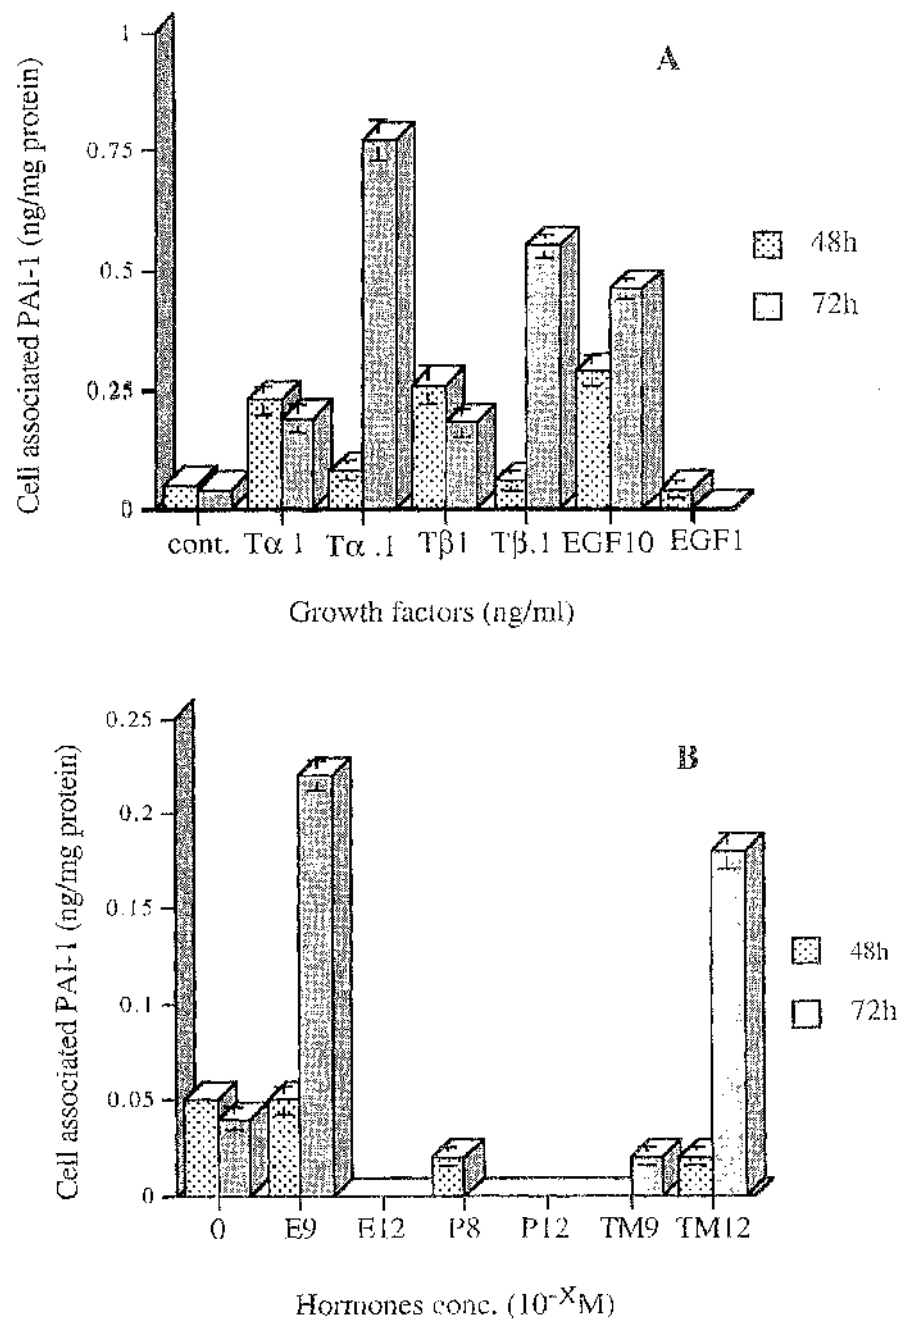 A
Cell associated PAI-1 (ng/mg protein)
1
0.75
0.5
0.25
0
48h
72h
cont. Tα 1 Tα .1 Tβ1 Tβ.1 EGF10 EGF1
Growth factors (ng/ml)
B
Cell associated PAI-1 (ng/mg protein)
0.25
0.2
0.15
0.1
0.05
0
48h
72h
0 E9 E12 P8 P12 TM9 TM12
Hormones conc. (10-XM)